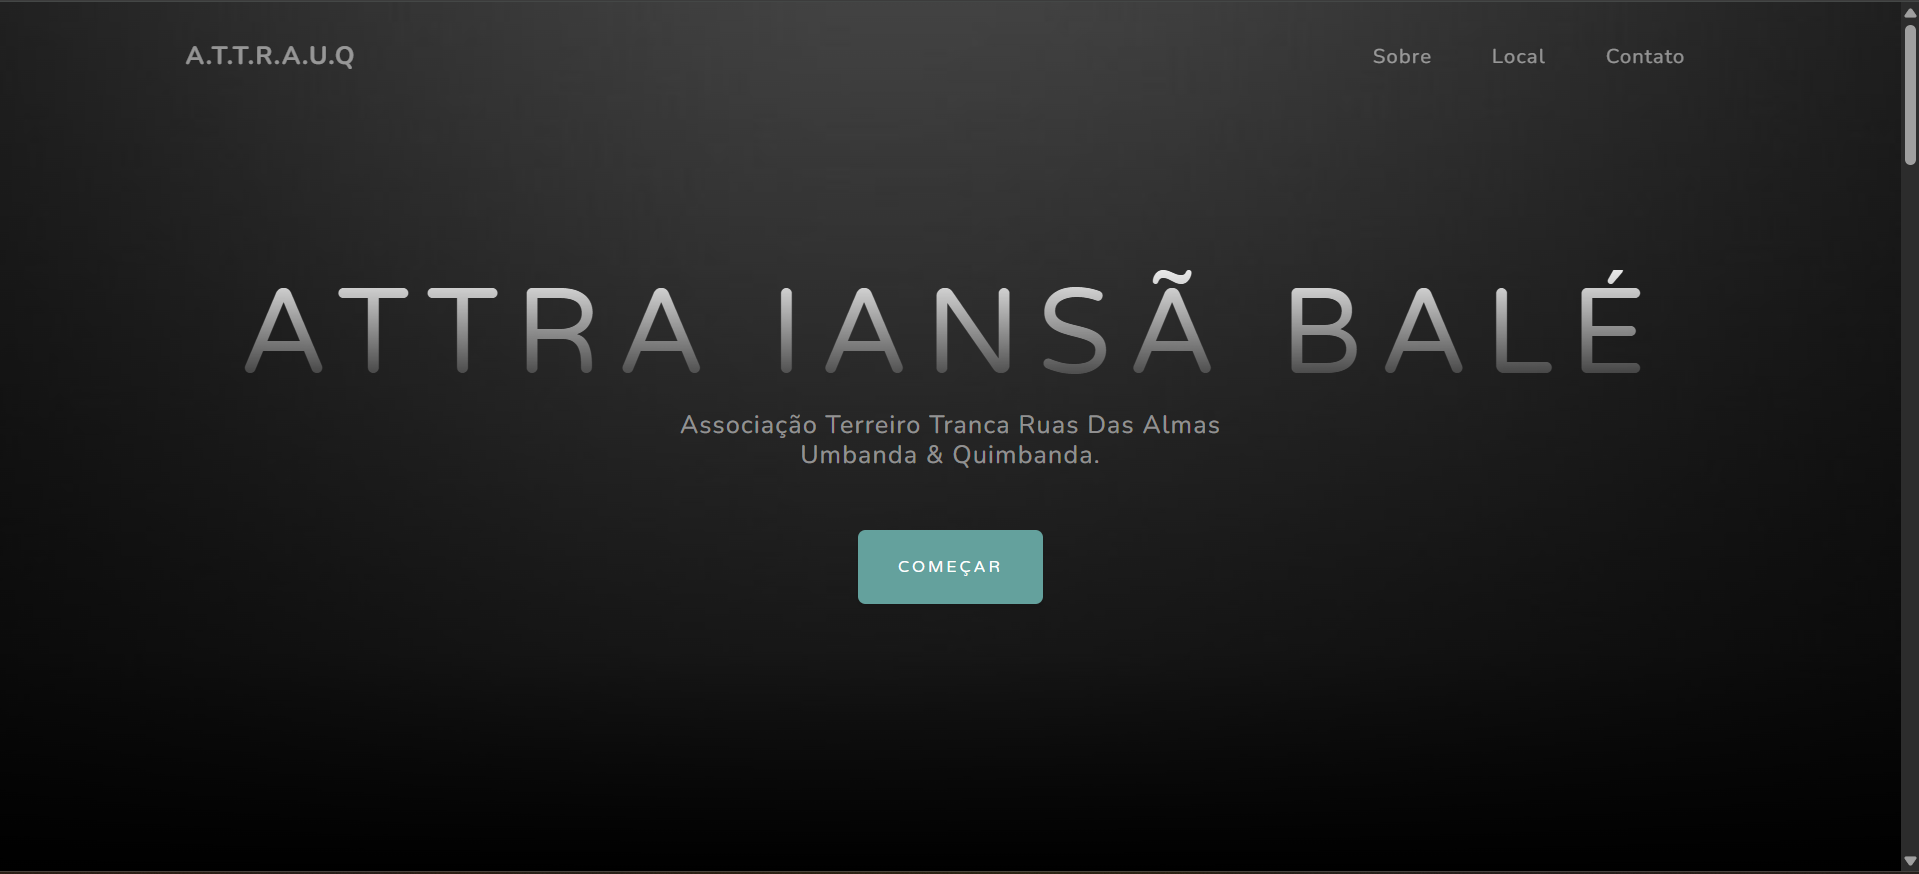 A.T.T.R.A.U.Q
Sobre Local Contato
ATTRA IANSÃ BALÉ
Associação Terreiro Tranca Ruas Das Almas
Umbanda & Quimbanda.
COMEÇAR